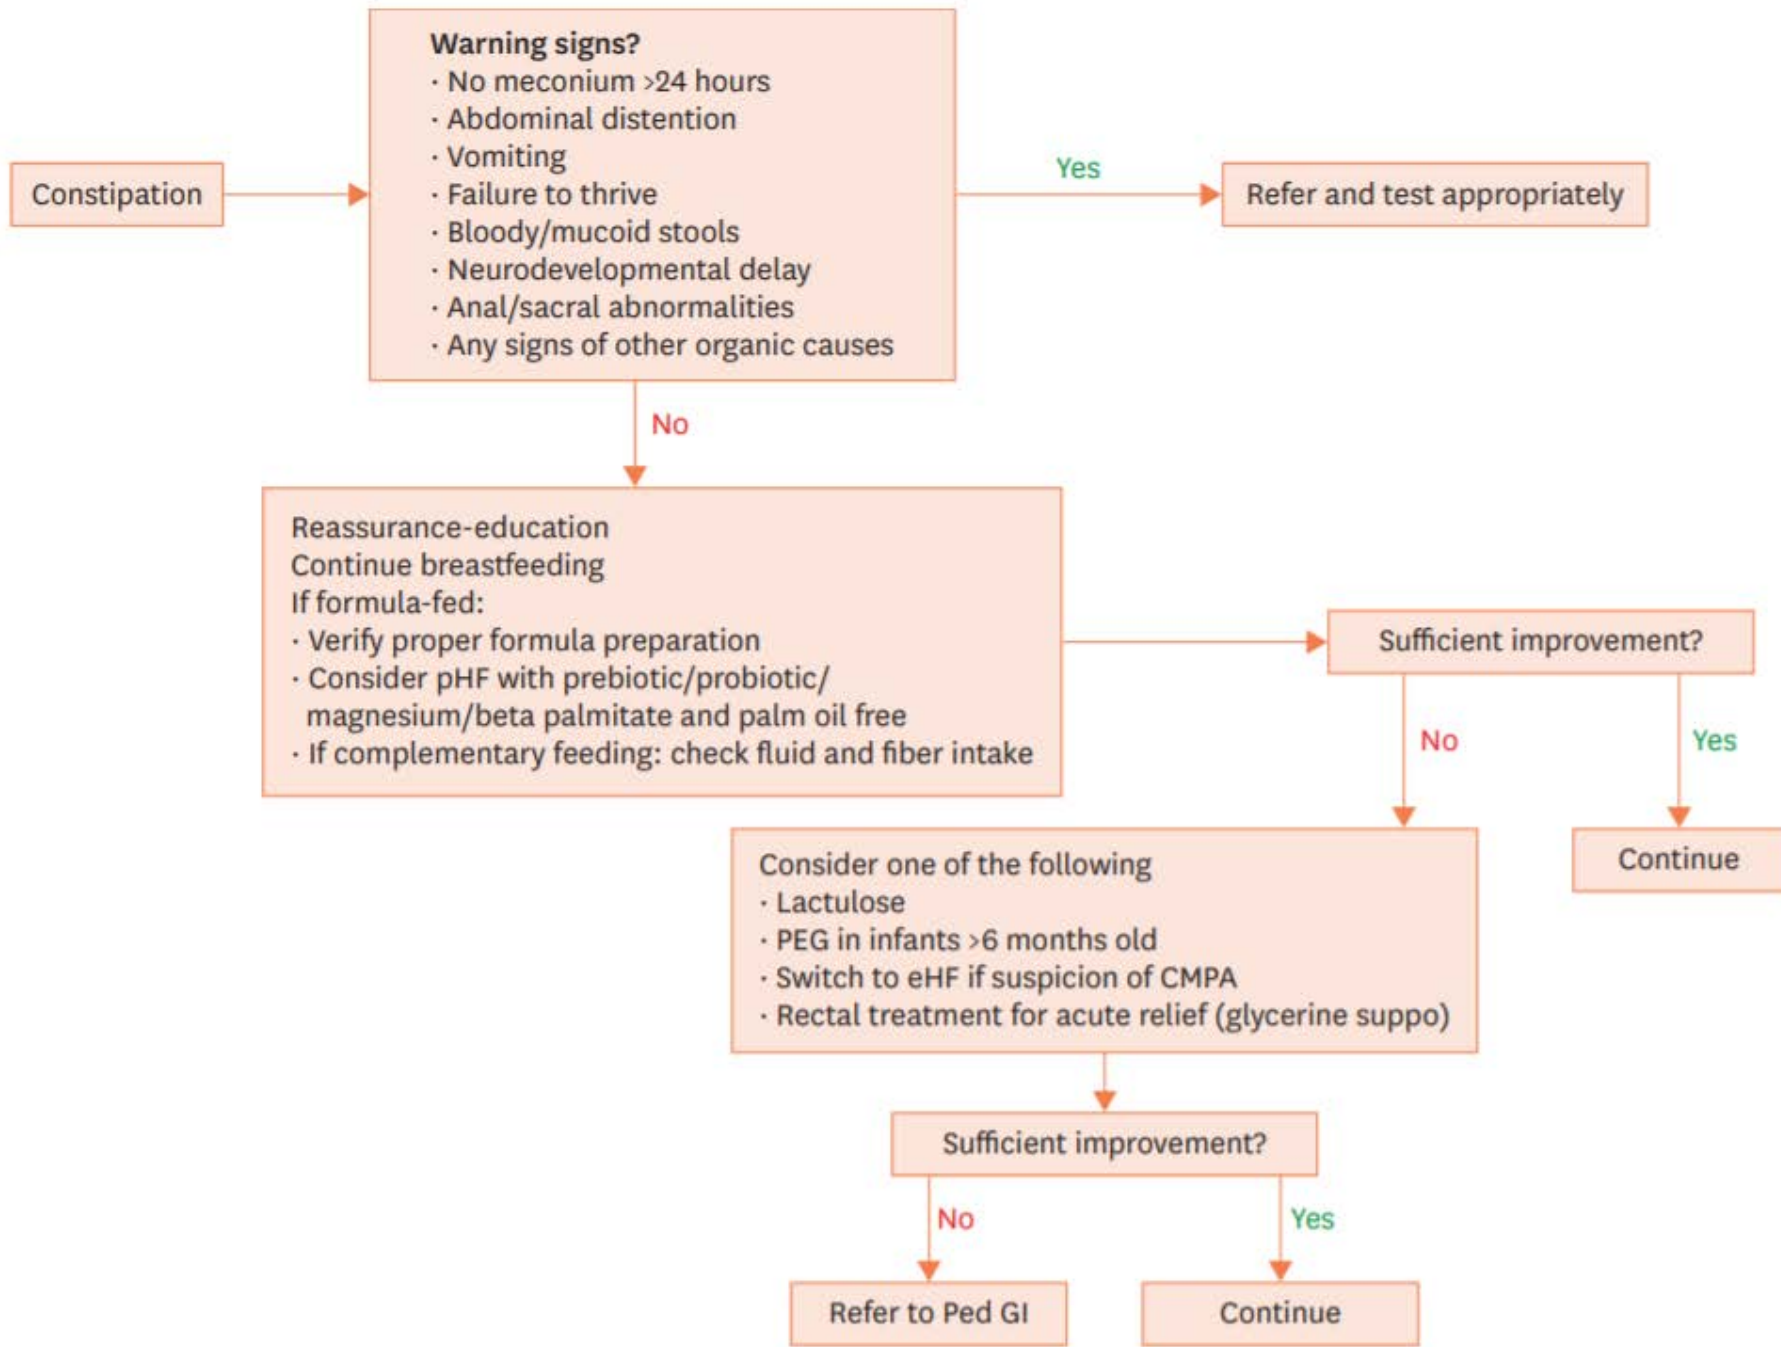 Constipation
Warning signs?
· No meconium >24 hours
· Abdominal distention
· Vomiting
· Failure to thrive
· Bloody/mucoid stools
· Neurodevelopmental delay
· Anal/sacral abnormalities
· Any signs of other organic causes
Yes
Refer and test appropriately
No
Reassurance-education
Continue breastfeeding
If formula-fed:
· Verify proper formula preparation
· Consider pHF with prebiotic/probiotic/
magnesium/beta palmitate and palm oil free
· If complementary feeding: check fluid and fiber intake
Sufficient improvement?
No
Yes
Continue
Consider one of the following
· Lactulose
· PEG in infants >6 months old
· Switch to eHF if suspicion of CMPA
· Rectal treatment for acute relief (glycerine suppo)
Sufficient improvement?
No
Yes
Refer to Ped GI
Continue